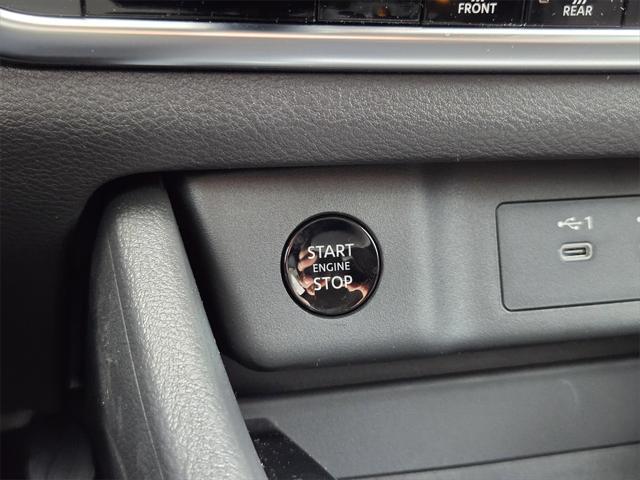 FRONT
REAR
1
START
ENGINE
STOP